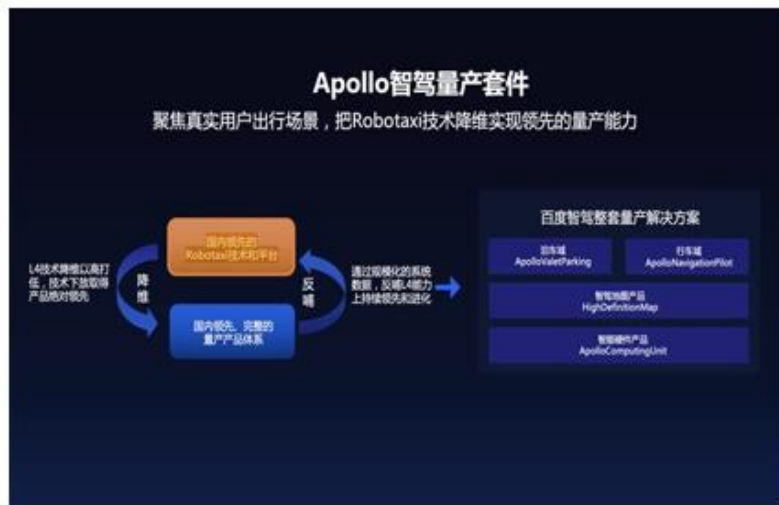 Apollo智驾量产套件
聚焦真实用户出行场景，把Robotaxi技术降维实现领先的量产能力
国内领先的
Robotaxi技术和平台
L4技术降维以高打
低，技术下放取得
产品绝对领先
降
维
反
哺
通过规模化的系统
数据，反哺L4能力
上持续领先和进化
国内领先、完整的
量产产品体系
百度智驾整套量产解决方案
泊车域
ApolloValetParking
行车域
ApolloNavigationPilot
智驾地图产品
HighDefinitionMap
智能硬件产品
ApolloComputingUnit